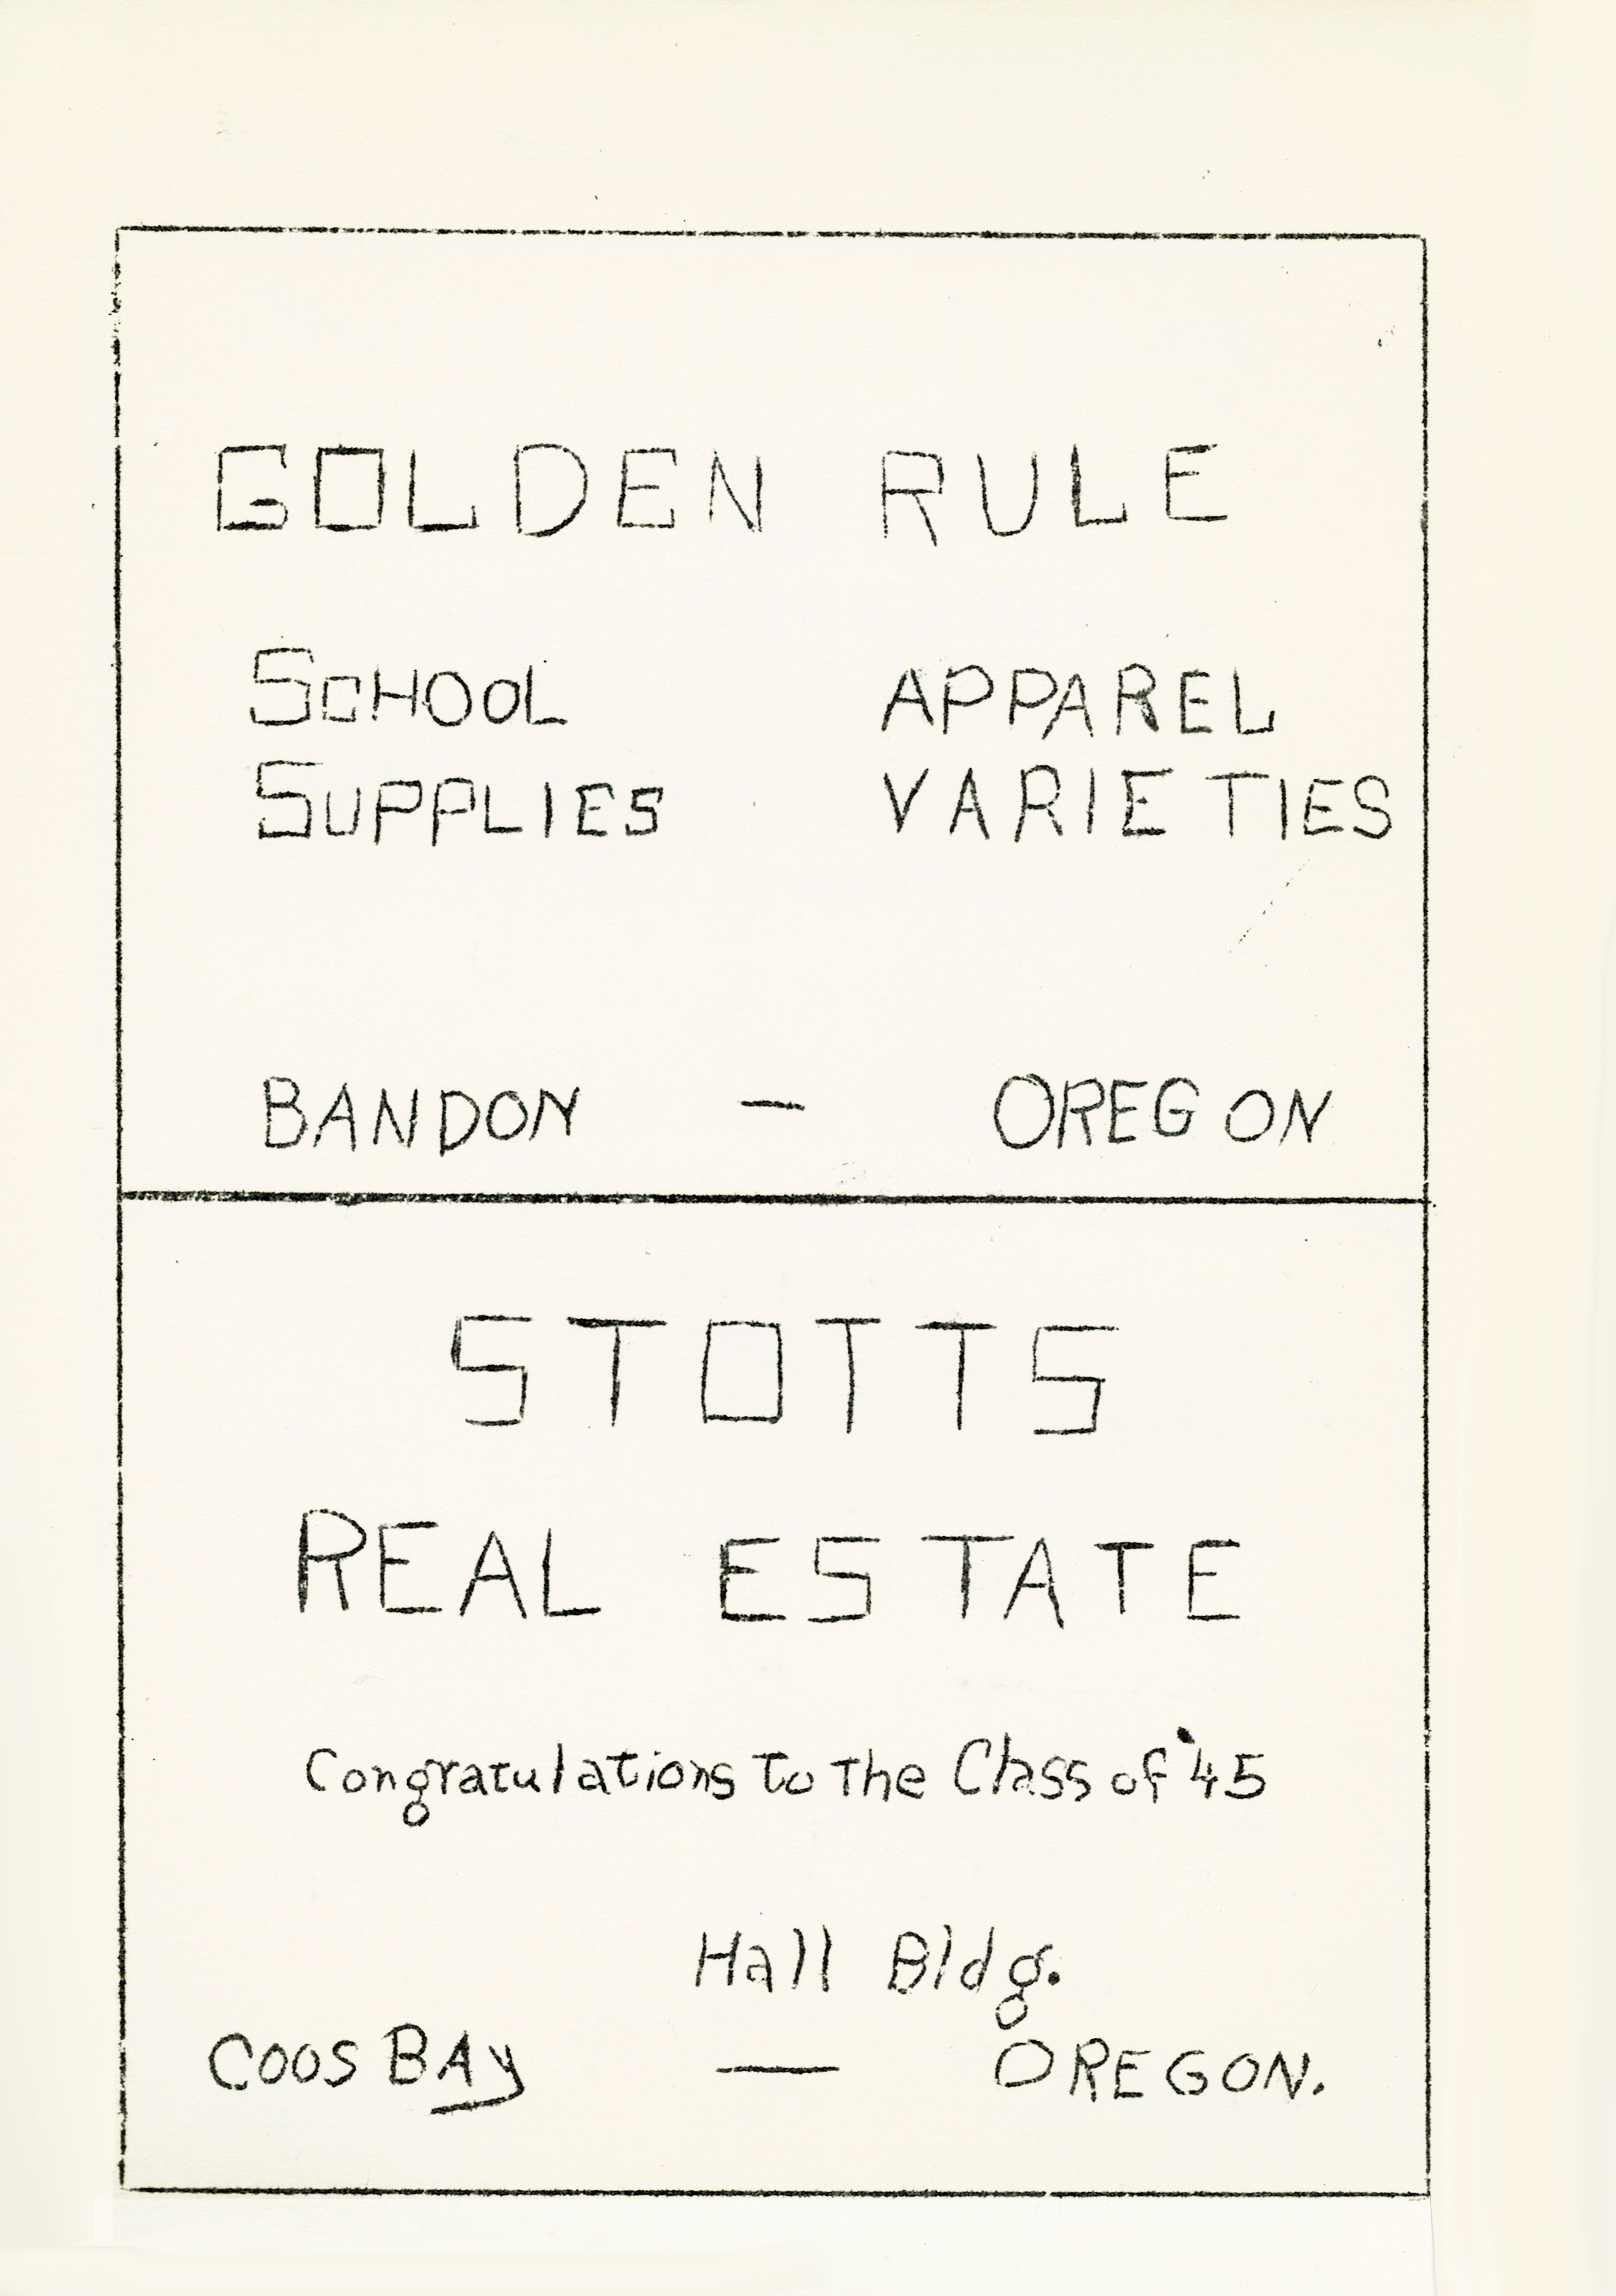 GOLDEN RULE
SCHOOL APPAREL
SUPPLIES VARIETIES
BANDON — OREGON
STOTTS
REAL ESTATE
Congratulations to the Class of '45
Hall Bldg.
COOS BAy — OREGON.